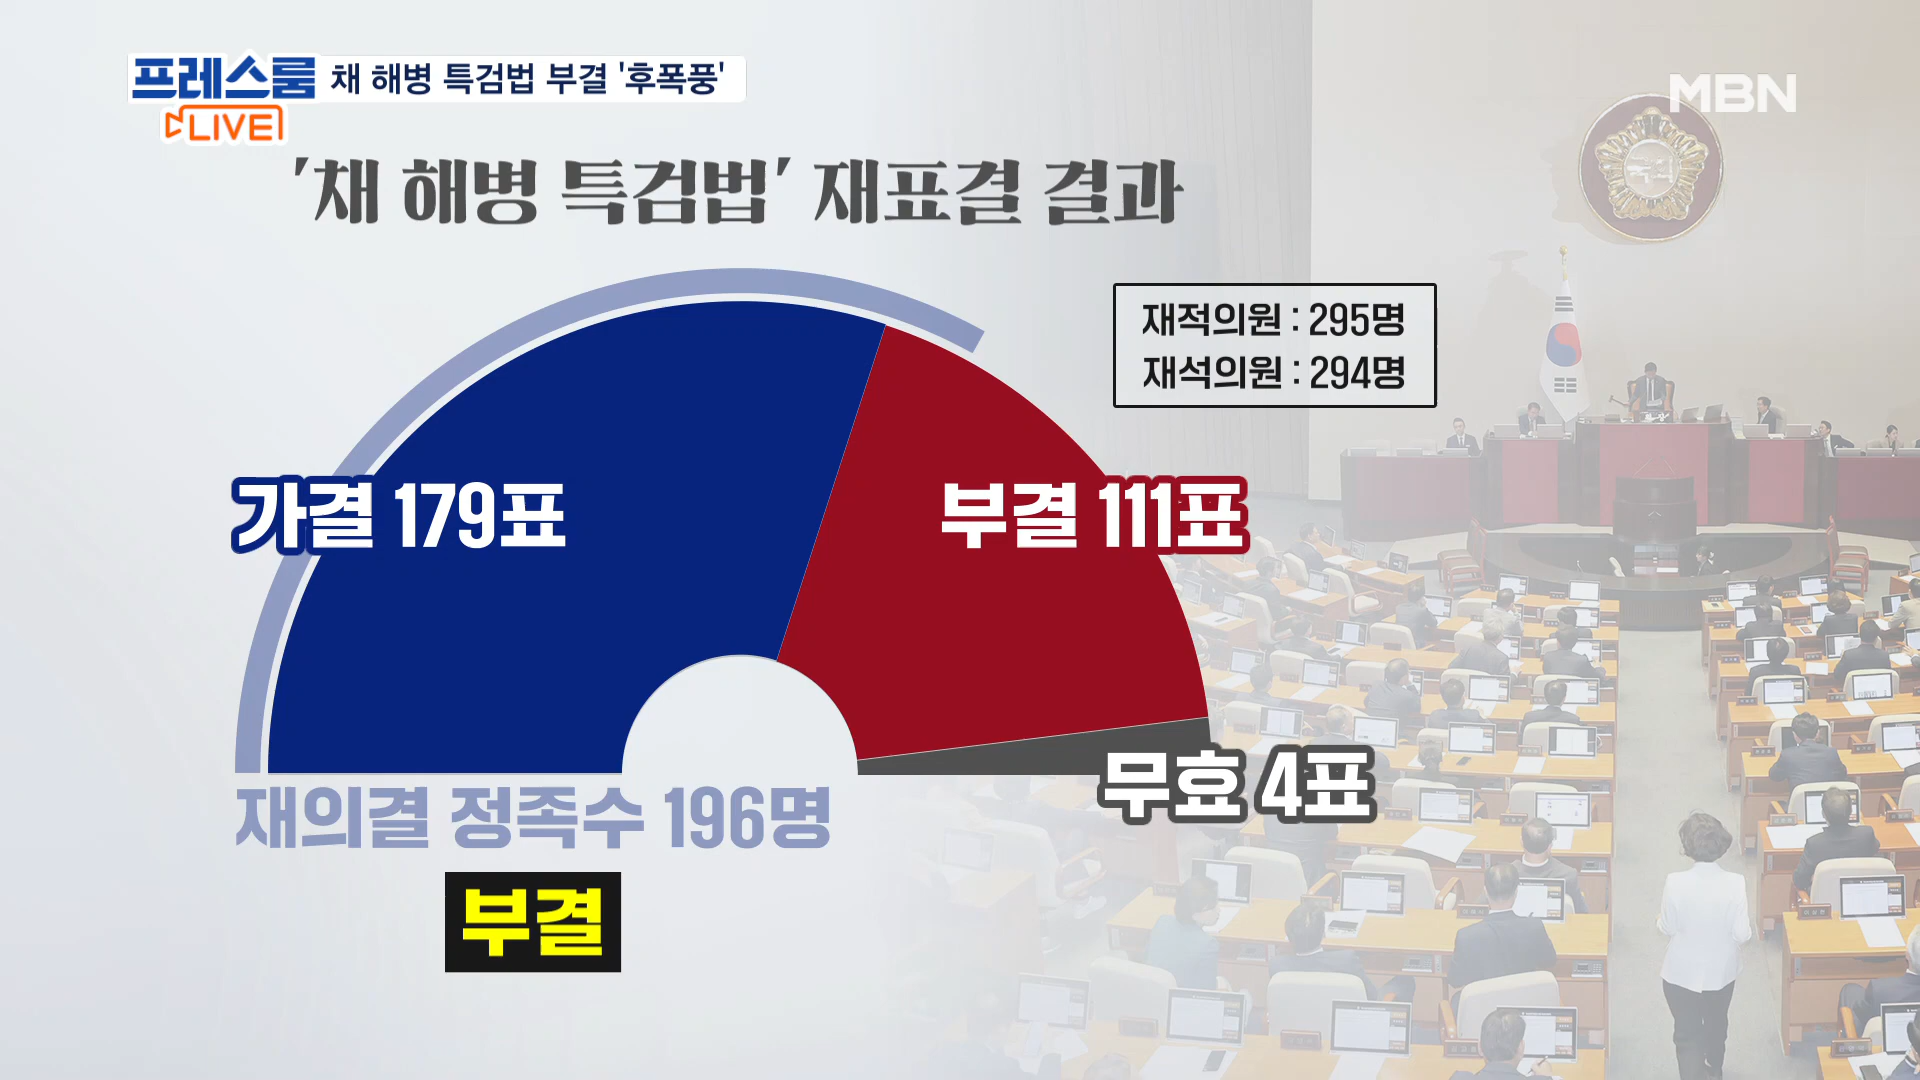 프레스룸 채 해병 특검법 부결 '후폭풍'
LIVE
MBN
'채 해병 특검법' 재표결 결과
재적의원 : 295명
재석의원 : 294명
가결 179표
부결 111표
무효 4표
재의결 정족수 196명
부결